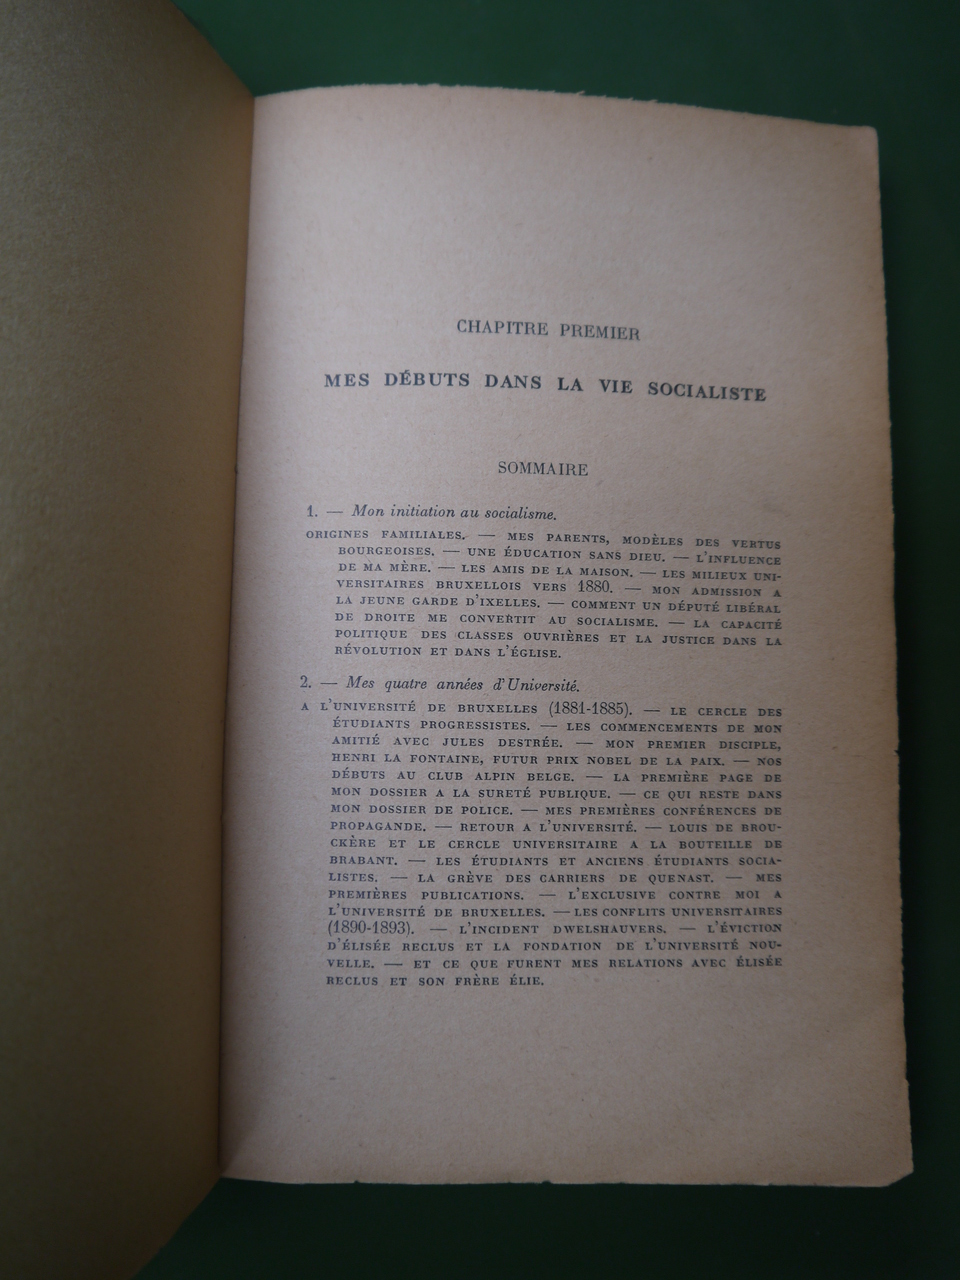 CHAPITRE PREMIER
MES DÉBUTS DANS LA VIE SOCIALISTE
SOMMAIRE
1. — Mon initiation au socialisme.
ORIGINES FAMILIALES. — MES PARENTS, MODÈLES DES VERTUS
BOURGEOISES. — UNE ÉDUCATION SANS DIEU. — L'INFLUENCE
DE MA MÈRE. — LES AMIS DE LA MAISON. — LES MILIEUX UNI-
VERSITAIRES BRUXELLOIS VERS 1880. — MON ADMISSION A
LA JEUNE GARDE D'IXELLES. — COMMENT UN DÉPUTÉ LIBÉRAL
DE DROITE ME CONVERTIT AU SOCIALISME. — LA CAPACITÉ
POLITIQUE DES CLASSES OUVRIÈRES ET LA JUSTICE DANS LA
RÉVOLUTION ET DANS L'ÉGLISE.
2. — Mes quatre années d'Université.
A L'UNIVERSITÉ DE BRUXELLES (1881-1885). — LE CERCLE DES
ÉTUDIANTS PROGRESSISTES. — LES COMMENCEMENTS DE MON
AMITIÉ AVEC JULES DESTRÉE. — MON PREMIER DISCIPLE,
HENRI LA FONTAINE, FUTUR PRIX NOBEL DE LA PAIX. — NOS
DÉBUTS AU CLUB ALPIN BELGE. — LA PREMIÈRE PAGE DE
MON DOSSIER A LA SURETÉ PUBLIQUE. — CE QUI RESTE DANS
MON DOSSIER DE POLICE. — MES PREMIÈRES CONFÉRENCES DE
PROPAGANDE. — RETOUR A L'UNIVERSITÉ. — LOUIS DE BROU-
CKÈRE ET LE CERCLE UNIVERSITAIRE A LA BOUTEILLE DE
BRABANT. — LES ÉTUDIANTS ET ANCIENS ÉTUDIANTS SOCIA-
LISTES. — LA GRÈVE DES CARRIERS DE QUENAST. — MES
PREMIÈRES PUBLICATIONS. — L'EXCLUSIVE CONTRE MOI A
L'UNIVERSITÉ DE BRUXELLES. — LES CONFLITS UNIVERSITAIRES
(1890-1893). — L'INCIDENT DWELSHAUVERS. — L'ÉVICTION
D'ÉLISÉE RECLUS ET LA FONDATION DE L'UNIVERSITÉ NOU-
VELLE. — ET CE QUE FURENT MES RELATIONS AVEC ÉLISÉE
RECLUS ET SON FRÈRE ÉLIE.